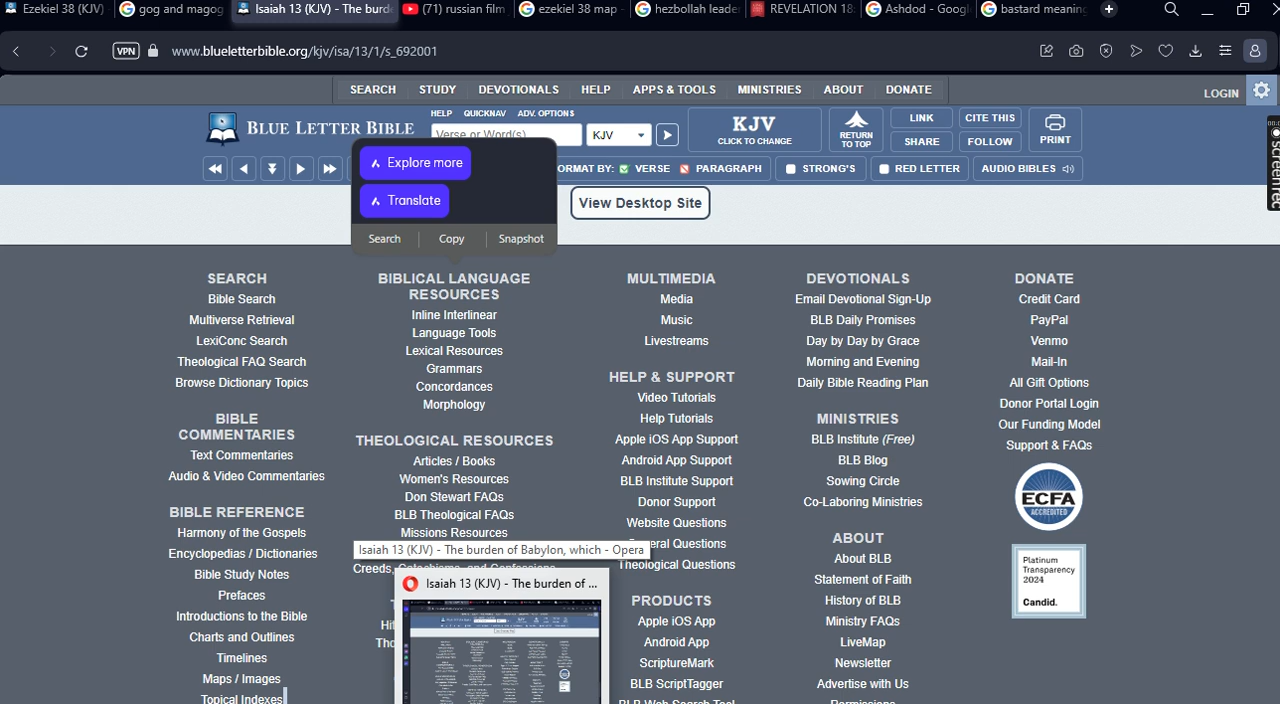 Ezekiel 38 (KJV)
gog and magog
Isaiah 13 (KJV) - The burde
(71) russian film
ezekiel 38 map -
hezbollah leade
REVELATION 18
Ashdod - Googl
bastard meaning
VPN
www.blueletterbible.org/kjv/isa/13/1/s_692001
SEARCH STUDY DEVOTIONALS HELP APPS & TOOLS MINISTRIES ABOUT DONATE
LOGIN
BLUE LETTER BIBLE
HELP QUICKNAV ADV. OPTIONS
Verse or Word(s)
KJV
KJV
CLICK TO CHANGE
RETURN
TO TOP
LINK
CITE THIS
SHARE
FOLLOW
PRINT
screenrec
ORMAT BY: VERSE PARAGRAPH
STRONG'S
RED LETTER
AUDIO BIBLES
Explore more
Translate
Search
Copy
Snapshot
View Desktop Site
SEARCH
Bible Search
Multiverse Retrieval
LexiConc Search
Theological FAQ Search
Browse Dictionary Topics
BIBLE
COMMENTARIES
Text Commentaries
Audio & Video Commentaries
BIBLE REFERENCE
Harmony of the Gospels
Encyclopedias / Dictionaries
Bible Study Notes
Prefaces
Introductions to the Bible
Charts and Outlines
Timelines
Maps / Images
Topical Indexes
BIBLICAL LANGUAGE
RESOURCES
Inline Interlinear
Language Tools
Lexical Resources
Grammars
Concordances
Morphology
THEOLOGICAL RESOURCES
Articles / Books
Women's Resources
Don Stewart FAQs
BLB Theological FAQs
Missions Resources
Creeds, Catechisms, and Confessions
Isaiah 13 (KJV) - The burden of Babylon, which - Opera
Isaiah 13 (KJV) - The burden of ...
MULTIMEDIA
Media
Music
Livestreams
HELP & SUPPORT
Video Tutorials
Help Tutorials
Apple iOS App Support
Android App Support
BLB Institute Support
Donor Support
Website Questions
eral Questions
Theological Questions
PRODUCTS
Apple iOS App
Android App
ScriptureMark
BLB ScriptTagger
BLB Web Search Tool
DEVOTIONALS
Email Devotional Sign-Up
BLB Daily Promises
Day by Day by Grace
Morning and Evening
Daily Bible Reading Plan
MINISTRIES
BLB Institute (Free)
BLB Blog
Sowing Circle
Co-Laboring Ministries
ABOUT
About BLB
Statement of Faith
History of BLB
Ministry FAQs
LiveMap
Newsletter
Advertise with Us
Permissions
DONATE
Credit Card
PayPal
Venmo
Mail-In
All Gift Options
Donor Portal Login
Our Funding Model
Support & FAQs
ECFA
ACCREDITED
Platinum
Transparency
2024
Candid.